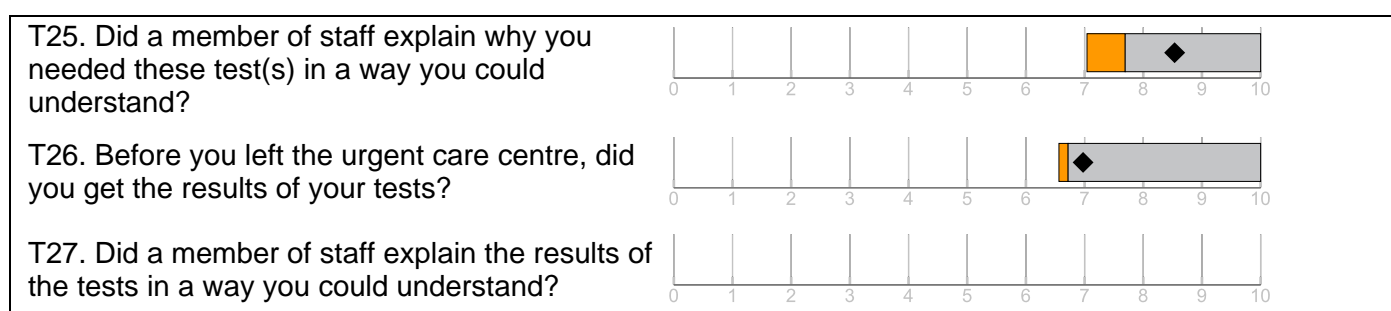 T25. Did a member of staff explain why you
needed these test(s) in a way you could
understand?
0 1 2 3 4 5 6 7 8 9 10
T26. Before you left the urgent care centre, did
you get the results of your tests?
0 1 2 3 4 5 6 7 8 9 10
T27. Did a member of staff explain the results of
the tests in a way you could understand?
0 1 2 3 4 5 6 7 8 9 10